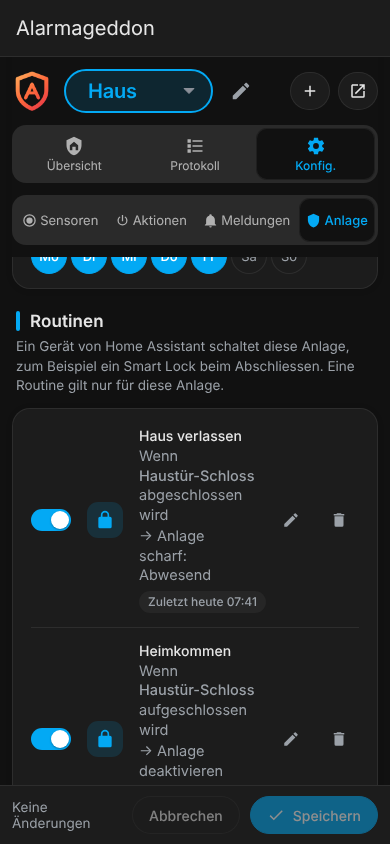 Alarmageddon
Haus
Übersicht
Protokoll
Konfig.
Sensoren
Aktionen
Meldungen
Anlage
Mo Di Mi Do Fr Sa So
Routinen
Ein Gerät von Home Assistant schaltet diese Anlage,
zum Beispiel ein Smart Lock beim Abschliessen. Eine
Routine gilt nur für diese Anlage.
Haus verlassen
Wenn
Haustür-Schloss
abgeschlossen
wird
→ Anlage
scharf:
Abwesend
Zuletzt heute 07:41
Heimkommen
Wenn
Haustür-Schloss
aufgeschlossen
wird
→ Anlage
deaktivieren
Keine
Änderungen
Abbrechen
Speichern